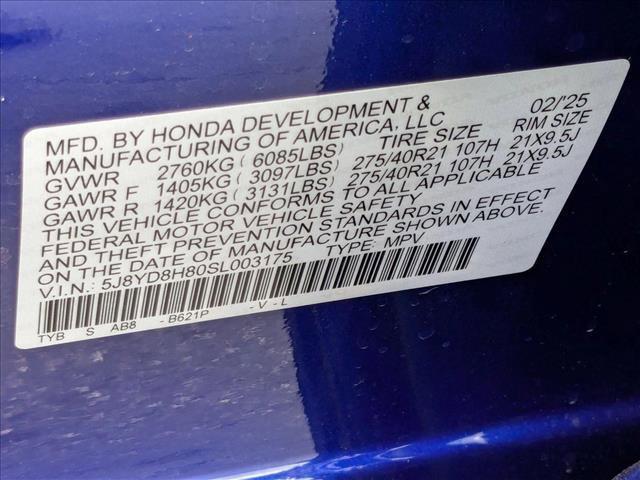 MFD. BY HONDA DEVELOPMENT & 02/'25
MANUFACTURING OF AMERICA, LLC RIM SIZE
GVWR 2760KG ( 6085LBS) TIRE SIZE 21X9.5J
GAWR F 1405KG ( 3097LBS) 275/40R21 107H 21X9.5J
GAWR R 1420KG ( 3131LBS) 275/40R21 107H
THIS VEHICLE CONFORMS TO ALL APPLICABLE
FEDERAL MOTOR VEHICLE SAFETY
AND THEFT PREVENTION STANDARDS IN EFFECT
ON THE DATE OF MANUFACTURE SHOWN ABOVE.
V.I.N.: 5J8YD8H80SL003175 TYPE: MPV
TYB S AB8 - B621P - V - L